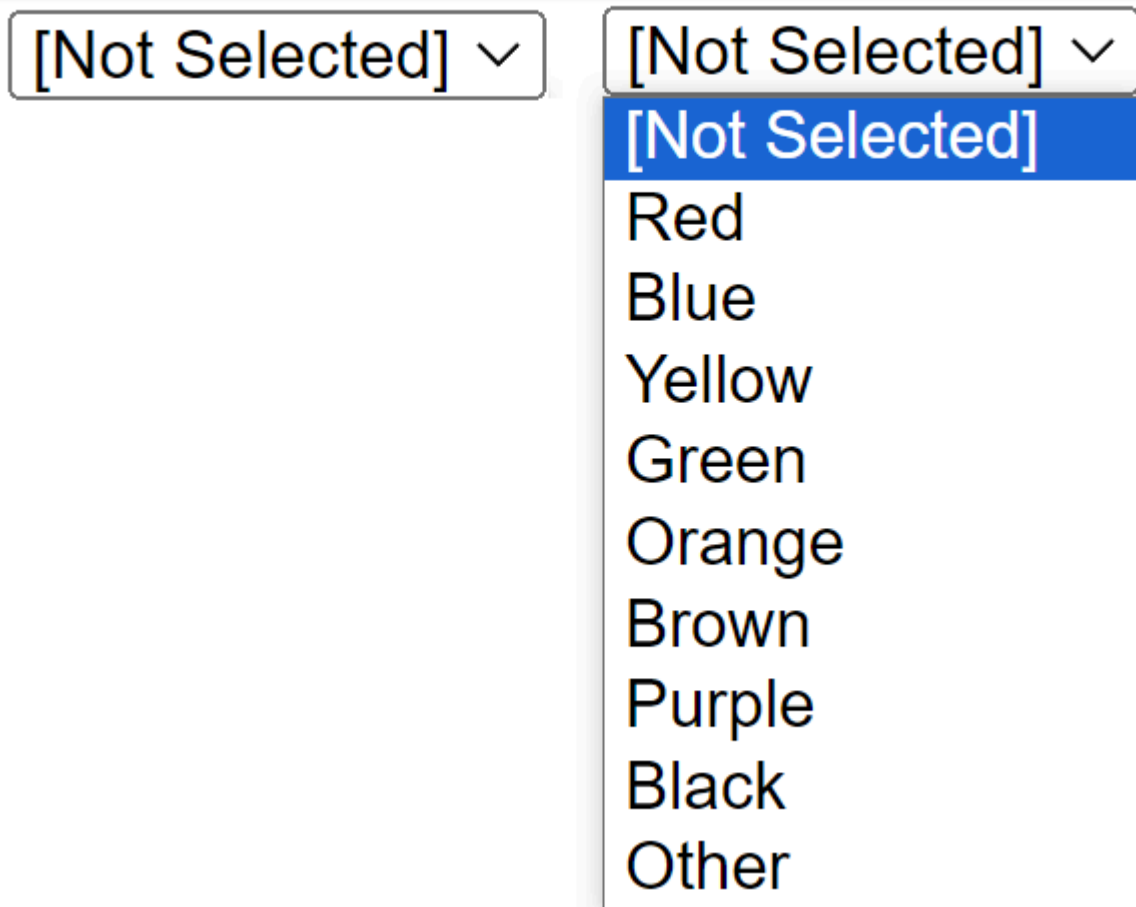 [Not Selected]
[Not Selected]
[Not Selected]
Red
Blue
Yellow
Green
Orange
Brown
Purple
Black
Other